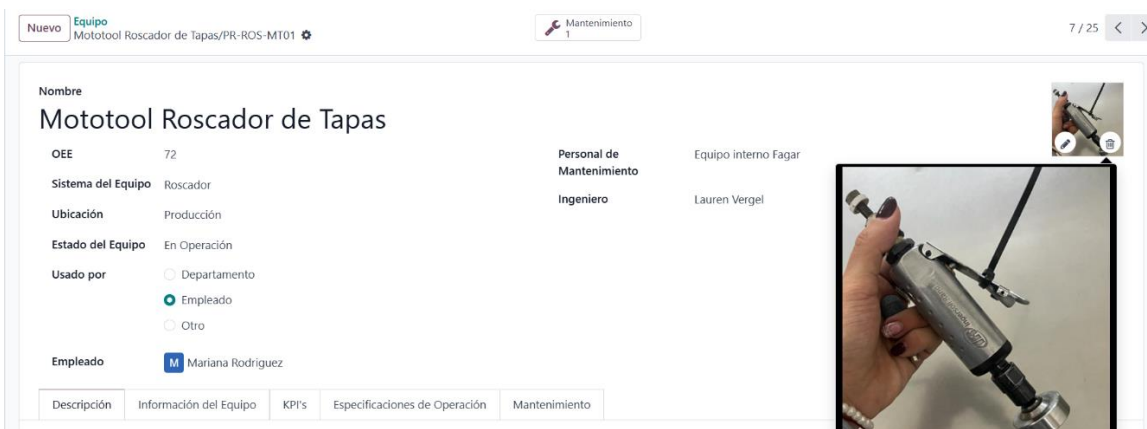 Nuevo
Equipo
Mototool Roscador de Tapas/PR-ROS-MT01
Mantenimiento
1
7 / 25
Nombre
Mototool Roscador de Tapas
OEE 72
Sistema del Equipo Roscador
Ubicación Producción
Estado del Equipo En Operación
Usado por Departamento
Empleado
Otro
Empleado M Mariana Rodriguez
Personal de Mantenimiento Equipo interno Fagar
Ingeniero Lauren Vergel
Descripción Información del Equipo KPI's Especificaciones de Operación Mantenimiento